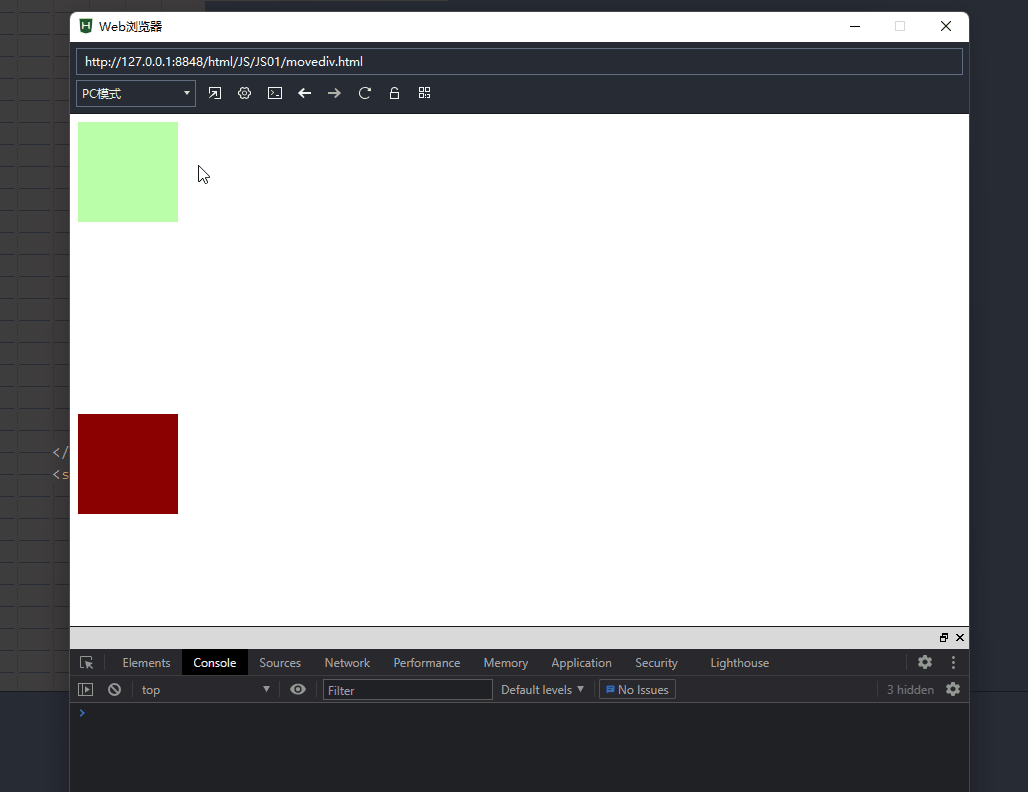 Web浏览器
http://127.0.0.1:8848/html/JS/JS01/movediv.html
PC模式
</
<s
Elements Console Sources Network Performance Memory Application Security Lighthouse
top Filter Default levels No Issues 3 hidden